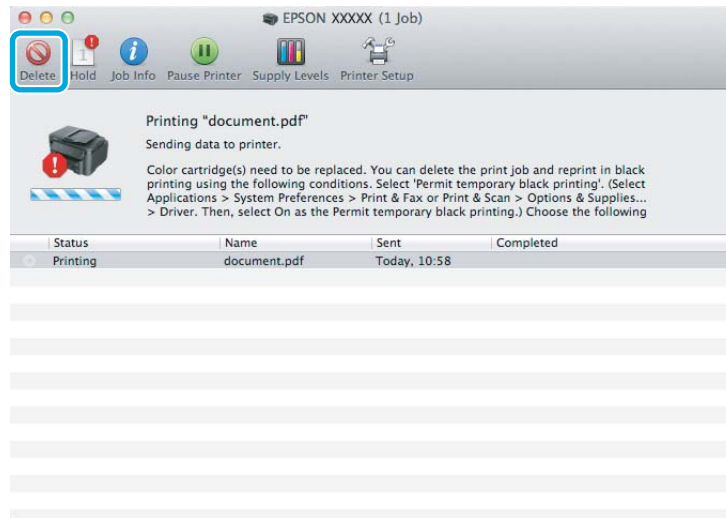 EPSON XXXXX (1 Job)
1
Delete Hold Job Info Pause Printer Supply Levels Printer Setup
Printing "document.pdf"
Sending data to printer.
Color cartridge(s) need to be replaced. You can delete the print job and reprint in black
printing using the following conditions. Select 'Permit temporary black printing'. (Select
Applications > System Preferences > Print & Fax or Print & Scan > Options & Supplies...
> Driver. Then, select On as the Permit temporary black printing.) Choose the following
Status Name Sent Completed
Printing document.pdf Today, 10:58